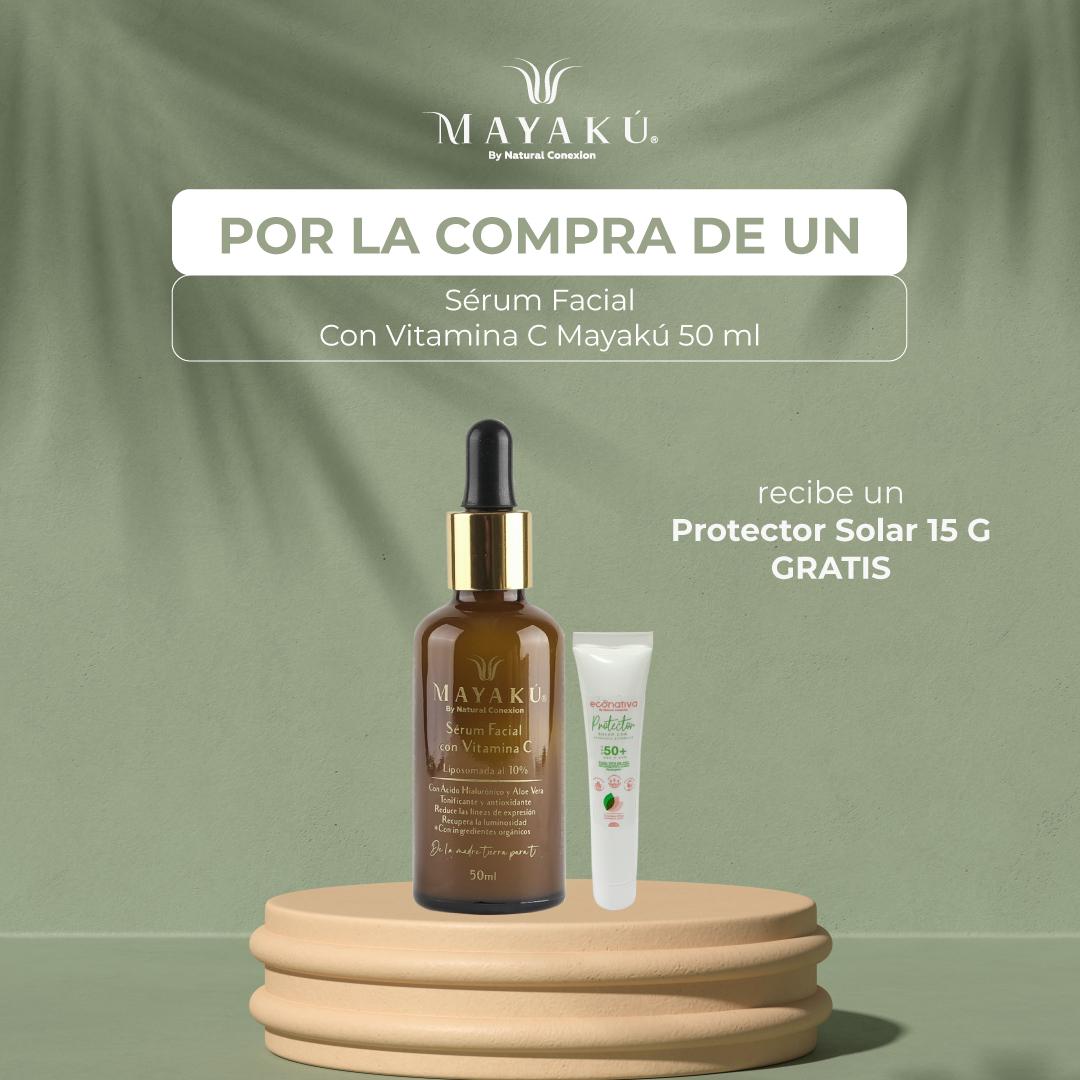 MAYAKÚ®
By Natural Conexion
POR LA COMPRA DE UN
Sérum Facial
Con Vitamina C Mayakú 50 ml
recibe un
Protector Solar 15 G
GRATIS
MAYAKÚ®
By Natural Conexion
Sérum Facial
con Vitamina C
Liposomada al 10%
Con Ácido Hialurónico y Aloe Vera
Tonificante y antioxidante
Reduce las líneas de expresión
Recupera la luminosidad
*Con ingredientes orgánicos
De la madre tierra para t
50ml
econativa
Protector
SOLAR CON
50+